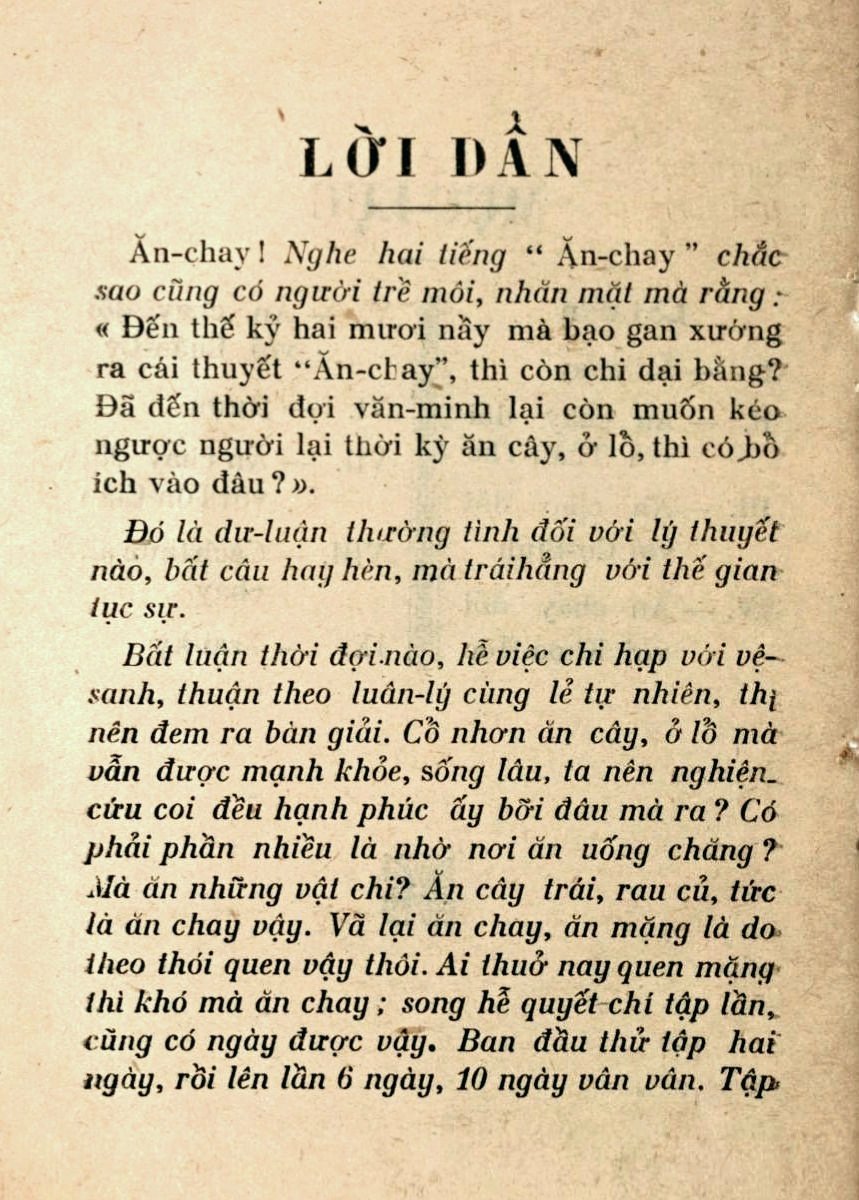 LỜI DẨN
Ăn-chay! Nghe hai tiếng “ Ăn-chay ” chắc
sao cũng có người trề môi, nhăn mặt mà rằng :
« Đến thế kỷ hai mươi nầy mà bạo gan xướng
ra cái thuyết “Ăn-chay”, thì còn chi dại bằng?
Đã đến thời đợi văn-minh lại còn muốn kéo
ngược người lại thời kỳ ăn cây, ở lổ, thì có bổ
ích vào đâu ? ».
Đó là dư-luận thường tình đối với lý thuyết
nào, bất câu hay hèn, mà tráihẳng với thế gian
tục sự.
Bất luận thời đợi nào, hễ việc chi hạp với vệ-
sanh, thuận theo luân-lý cùng lẻ tự nhiên, thị
nên đem ra bàn giải. Cổ nhơn ăn cây, ở lổ mà
vẫn được mạnh khỏe, sống lâu, ta nên nghiện-
cứu coi đều hạnh phúc ấy bỡi đâu mà ra ? Có
phải phần nhiều là nhờ nơi ăn uống chăng ?
Mà ăn những vật chi? Ăn cây trái, rau củ, tức
là ăn chay vậy. Vã lại ăn chay, ăn mặng là do
theo thói quen vậy thôi. Ai thuở nay quen mặng
thì khó mà ăn chay ; song hễ quyết chí tập lần,
cũng có ngày được vậy. Ban đầu thử tập hai
ngày, rồi lên lần 6 ngày, 10 ngày vân vân. Tập